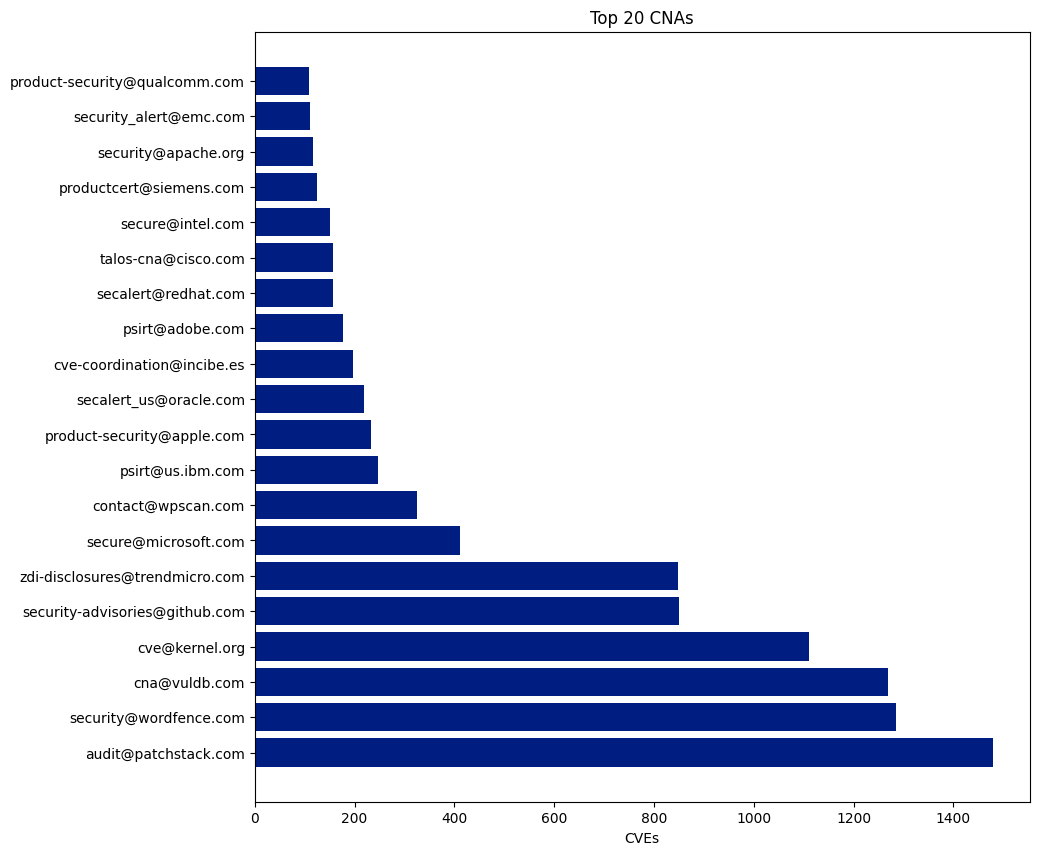 Top 20 CNAs
product-security@qualcomm.com
security_alert@emc.com
security@apache.org
productcert@siemens.com
secure@intel.com
talos-cna@cisco.com
secalert@redhat.com
psirt@adobe.com
cve-coordination@incibe.es
secalert_us@oracle.com
product-security@apple.com
psirt@us.ibm.com
contact@wpscan.com
secure@microsoft.com
zdi-disclosures@trendmicro.com
security-advisories@github.com
cve@kernel.org
cna@vuldb.com
security@wordfence.com
audit@patchstack.com
0 200 400 600 800 1000 1200 1400
CVEs